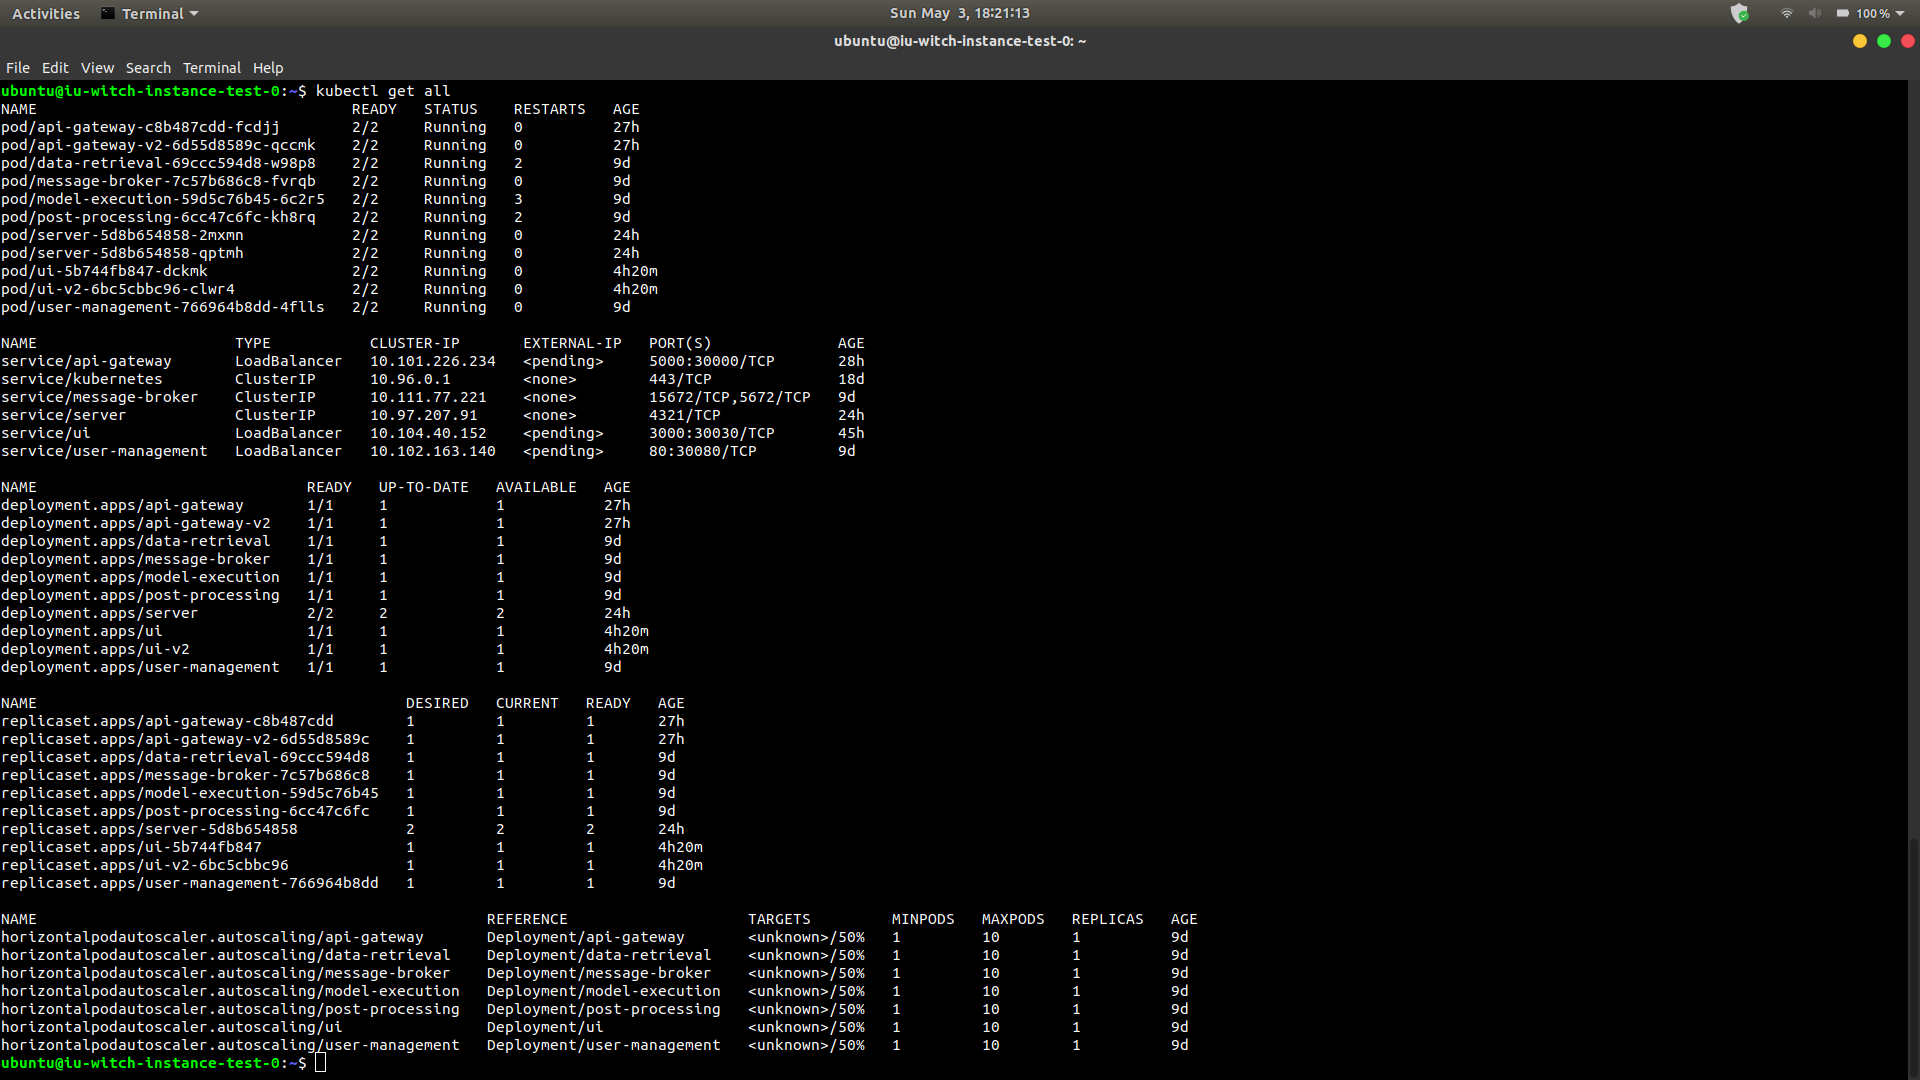 Activities Terminal Sun May 3, 18:21:13 100%
ubuntu@iu-witch-instance-test-0: ~
File Edit View Search Terminal Help
ubuntu@iu-witch-instance-test-0:~$ kubectl get all
NAME READY STATUS RESTARTS AGE
pod/api-gateway-c8b487cdd-fcdjj 2/2 Running 0 27h
pod/api-gateway-v2-6d55d8589c-qccmk 2/2 Running 0 27h
pod/data-retrieval-69ccc594d8-w98p8 2/2 Running 2 9d
pod/message-broker-7c57b686c8-fvrqb 2/2 Running 0 9d
pod/model-execution-59d5c76b45-6c2r5 2/2 Running 3 9d
pod/post-processing-6cc47c6fc-kh8rq 2/2 Running 2 9d
pod/server-5d8b654858-2mxmn 2/2 Running 0 24h
pod/server-5d8b654858-qptmh 2/2 Running 0 24h
pod/ui-5b744fb847-dckmk 2/2 Running 0 4h20m
pod/ui-v2-6bc5cbbc96-clwr4 2/2 Running 0 4h20m
pod/user-management-766964b8dd-4flls 2/2 Running 0 9d
NAME TYPE CLUSTER-IP EXTERNAL-IP PORT(S) AGE
service/api-gateway LoadBalancer 10.101.226.234 <pending> 5000:30000/TCP 28h
service/kubernetes ClusterIP 10.96.0.1 <none> 443/TCP 18d
service/message-broker ClusterIP 10.111.77.221 <none> 15672/TCP,5672/TCP 9d
service/server ClusterIP 10.97.207.91 <none> 4321/TCP 24h
service/ui LoadBalancer 10.104.40.152 <pending> 3000:30030/TCP 45h
service/user-management LoadBalancer 10.102.163.140 <pending> 80:30080/TCP 9d
NAME READY UP-TO-DATE AVAILABLE AGE
deployment.apps/api-gateway 1/1 1 1 27h
deployment.apps/api-gateway-v2 1/1 1 1 27h
deployment.apps/data-retrieval 1/1 1 1 9d
deployment.apps/message-broker 1/1 1 1 9d
deployment.apps/model-execution 1/1 1 1 9d
deployment.apps/post-processing 1/1 1 1 9d
deployment.apps/server 2/2 2 2 24h
deployment.apps/ui 1/1 1 1 4h20m
deployment.apps/ui-v2 1/1 1 1 4h20m
deployment.apps/user-management 1/1 1 1 9d
NAME DESIRED CURRENT READY AGE
replicaset.apps/api-gateway-c8b487cdd 1 1 1 27h
replicaset.apps/api-gateway-v2-6d55d8589c 1 1 1 27h
replicaset.apps/data-retrieval-69ccc594d8 1 1 1 9d
replicaset.apps/message-broker-7c57b686c8 1 1 1 9d
replicaset.apps/model-execution-59d5c76b45 1 1 1 9d
replicaset.apps/post-processing-6cc47c6fc 1 1 1 9d
replicaset.apps/server-5d8b654858 2 2 2 24h
replicaset.apps/ui-5b744fb847 1 1 1 4h20m
replicaset.apps/ui-v2-6bc5cbbc96 1 1 1 4h20m
replicaset.apps/user-management-766964b8dd 1 1 1 9d
NAME REFERENCE TARGETS MINPODS MAXPODS REPLICAS AGE
horizontalpodautoscaler.autoscaling/api-gateway Deployment/api-gateway <unknown>/50% 1 10 1 9d
horizontalpodautoscaler.autoscaling/data-retrieval Deployment/data-retrieval <unknown>/50% 1 10 1 9d
horizontalpodautoscaler.autoscaling/message-broker Deployment/message-broker <unknown>/50% 1 10 1 9d
horizontalpodautoscaler.autoscaling/model-execution Deployment/model-execution <unknown>/50% 1 10 1 9d
horizontalpodautoscaler.autoscaling/post-processing Deployment/post-processing <unknown>/50% 1 10 1 9d
horizontalpodautoscaler.autoscaling/ui Deployment/ui <unknown>/50% 1 10 1 9d
horizontalpodautoscaler.autoscaling/user-management Deployment/user-management <unknown>/50% 1 10 1 9d
ubuntu@iu-witch-instance-test-0:~$